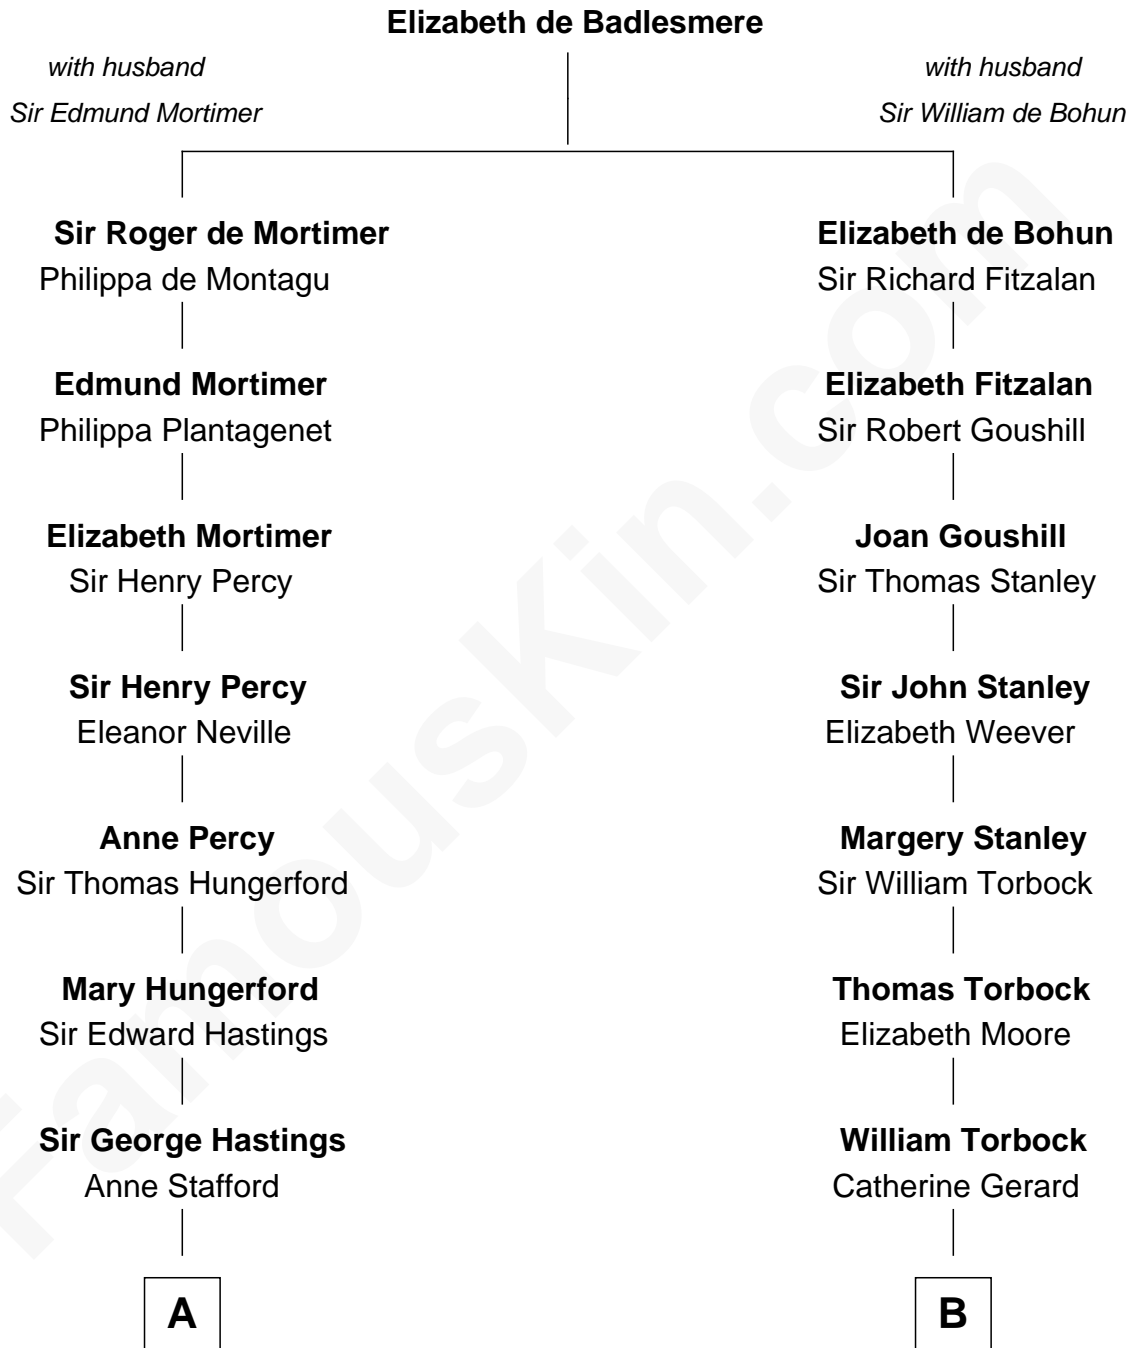 Elizabeth de Badlesmere
with husband
Sir Edmund Mortimer
with husband
Sir William de Bohun
Sir Roger de Mortimer
Philippa de Montagu
Elizabeth de Bohun
Sir Richard Fitzalan
Edmund Mortimer
Philippa Plantagenet
Elizabeth Fitzalan
Sir Robert Goushill
Elizabeth Mortimer
Sir Henry Percy
Joan Goushill
Sir Thomas Stanley
Sir Henry Percy
Eleanor Neville
Sir John Stanley
Elizabeth Weever
Anne Percy
Sir Thomas Hungerford
Margery Stanley
Sir William Torbock
Mary Hungerford
Sir Edward Hastings
Thomas Torbock
Elizabeth Moore
Sir George Hastings
Anne Stafford
William Torbock
Catherine Gerard
A
B
FamousKin.com